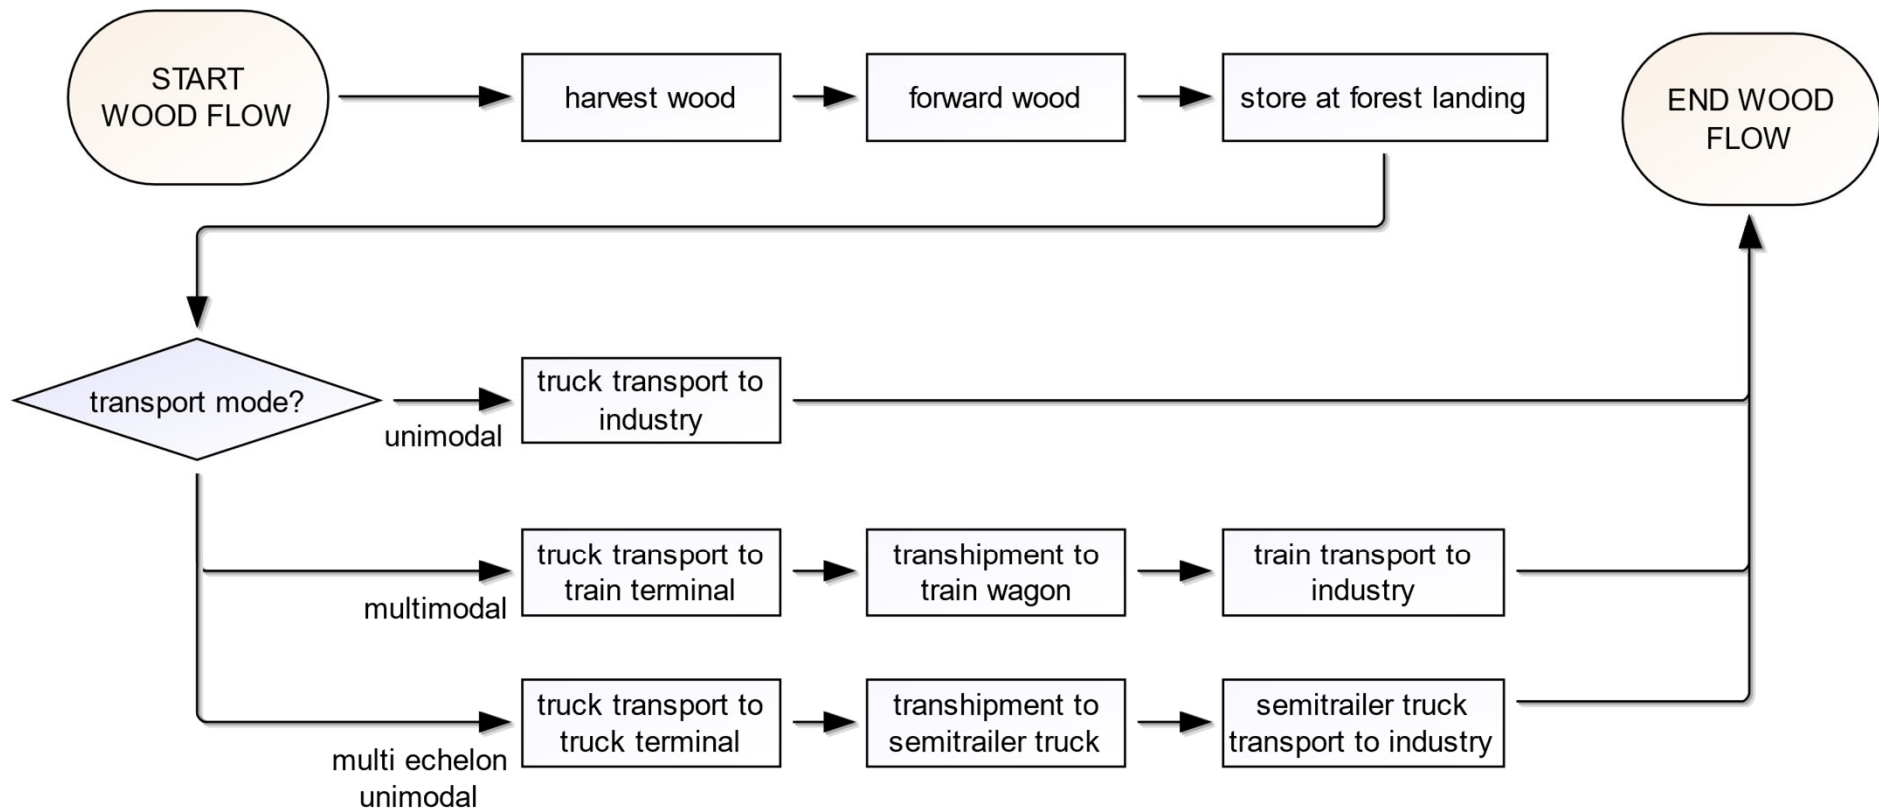 START
WOOD FLOW
harvest wood
forward wood
store at forest landing
END WOOD
FLOW
transport mode?
unimodal
truck transport to
industry
multimodal
truck transport to
train terminal
transhipment to
train wagon
train transport to
industry
multi echelon
unimodal
truck transport to
truck terminal
transhipment to
semitrailer truck
semitrailer truck
transport to industry